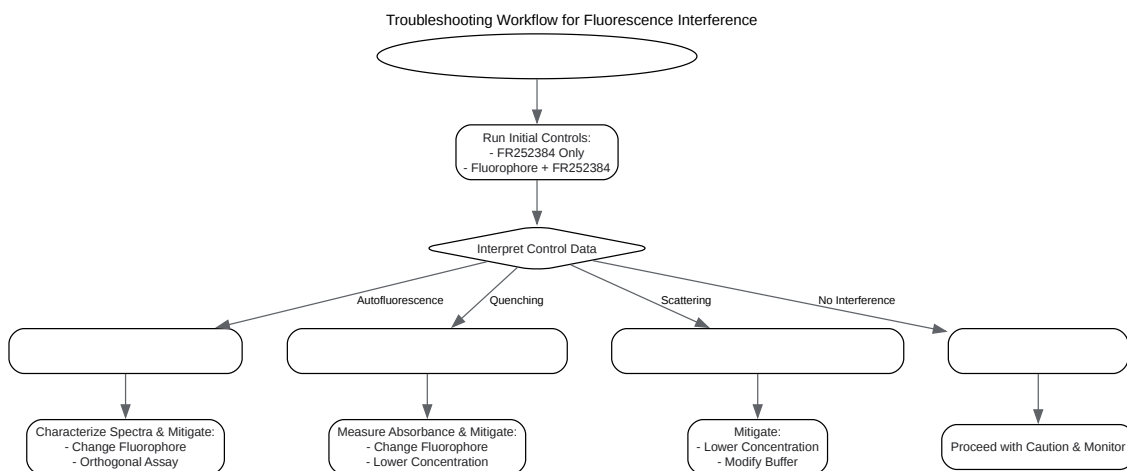 Troubleshooting Workflow for Fluorescence Interference
Run Initial Controls:
- FR252384 Only
- Fluorophore + FR252384
Interpret Control Data
Autofluorescence
Quenching
Scattering
No Interference
Characterize Spectra & Mitigate:
- Change Fluorophore
- Orthogonal Assay
Measure Absorbance & Mitigate:
- Change Fluorophore
- Lower Concentration
Mitigate:
- Lower Concentration
- Modify Buffer
Proceed with Caution & Monitor